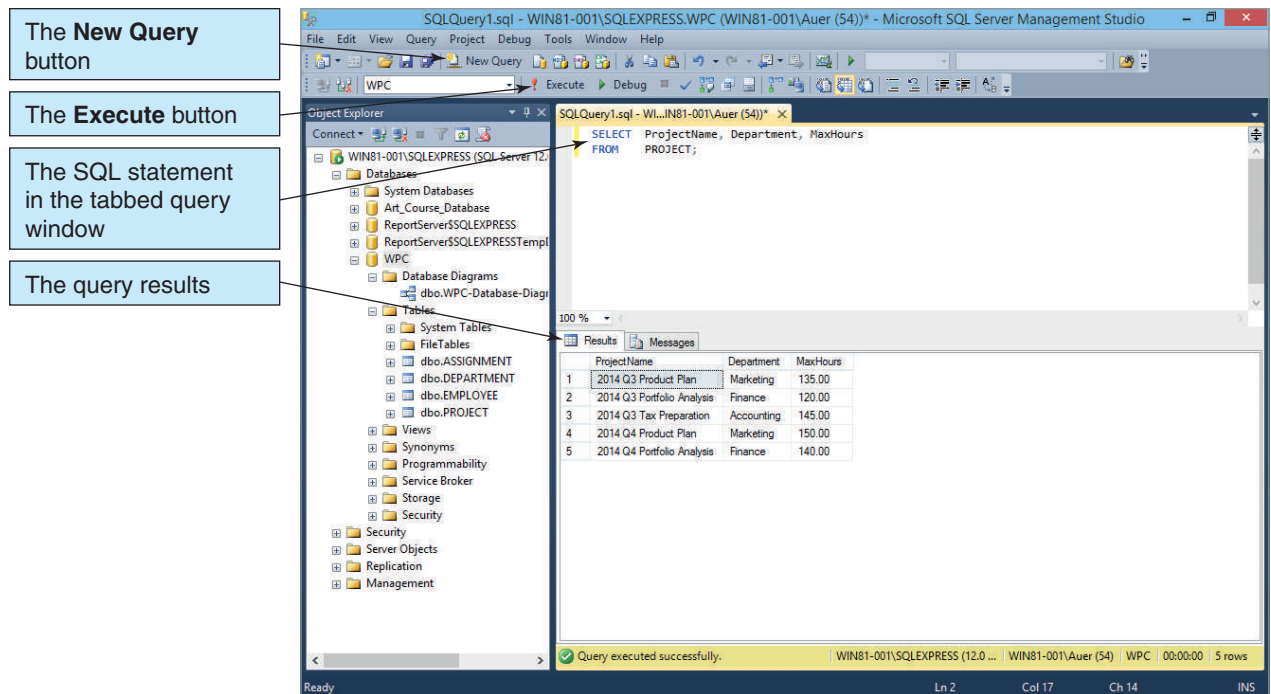 The New Query
button
The Execute button
The SQL statement
in the tabbed query
window
The query results
SQLQuery1.sql - WIN81-001\SQLEXPRESS.WPC (WIN81-001\Auer (54))* - Microsoft SQL Server Management Studio
File Edit View Query Project Debug Tools Window Help
New Query
WPC
Execute Debug
Object Explorer
Connect
WIN81-001\SQLEXPRESS (SQL Server 12.
Databases
System Databases
Art_Course_Database
ReportServer$SQLEXPRESS
ReportServer$SQLEXPRESSTempD
WPC
Database Diagrams
dbo.WPC-Database-Diagr
Tables
System Tables
FileTables
dbo.ASSIGNMENT
dbo.DEPARTMENT
dbo.EMPLOYEE
dbo.PROJECT
Views
Synonyms
Programmability
Service Broker
Storage
Security
Security
Server Objects
Replication
Management
SQLQuery1.sql - WI...IN81-001\Auer (54))*
SELECT ProjectName, Department, MaxHours
FROM PROJECT;
100 %
Results Messages
ProjectName Department MaxHours
1 2014 Q3 Product Plan Marketing 135.00
2 2014 Q3 Portfolio Analysis Finance 120.00
3 2014 Q3 Tax Preparation Accounting 145.00
4 2014 Q4 Product Plan Marketing 150.00
5 2014 Q4 Portfolio Analysis Finance 140.00
Query executed successfully. WIN81-001\SQLEXPRESS (12.0 ... WIN81-001\Auer (54) WPC 00:00:00 5 rows
Ready Ln 2 Col 17 Ch 14 INS